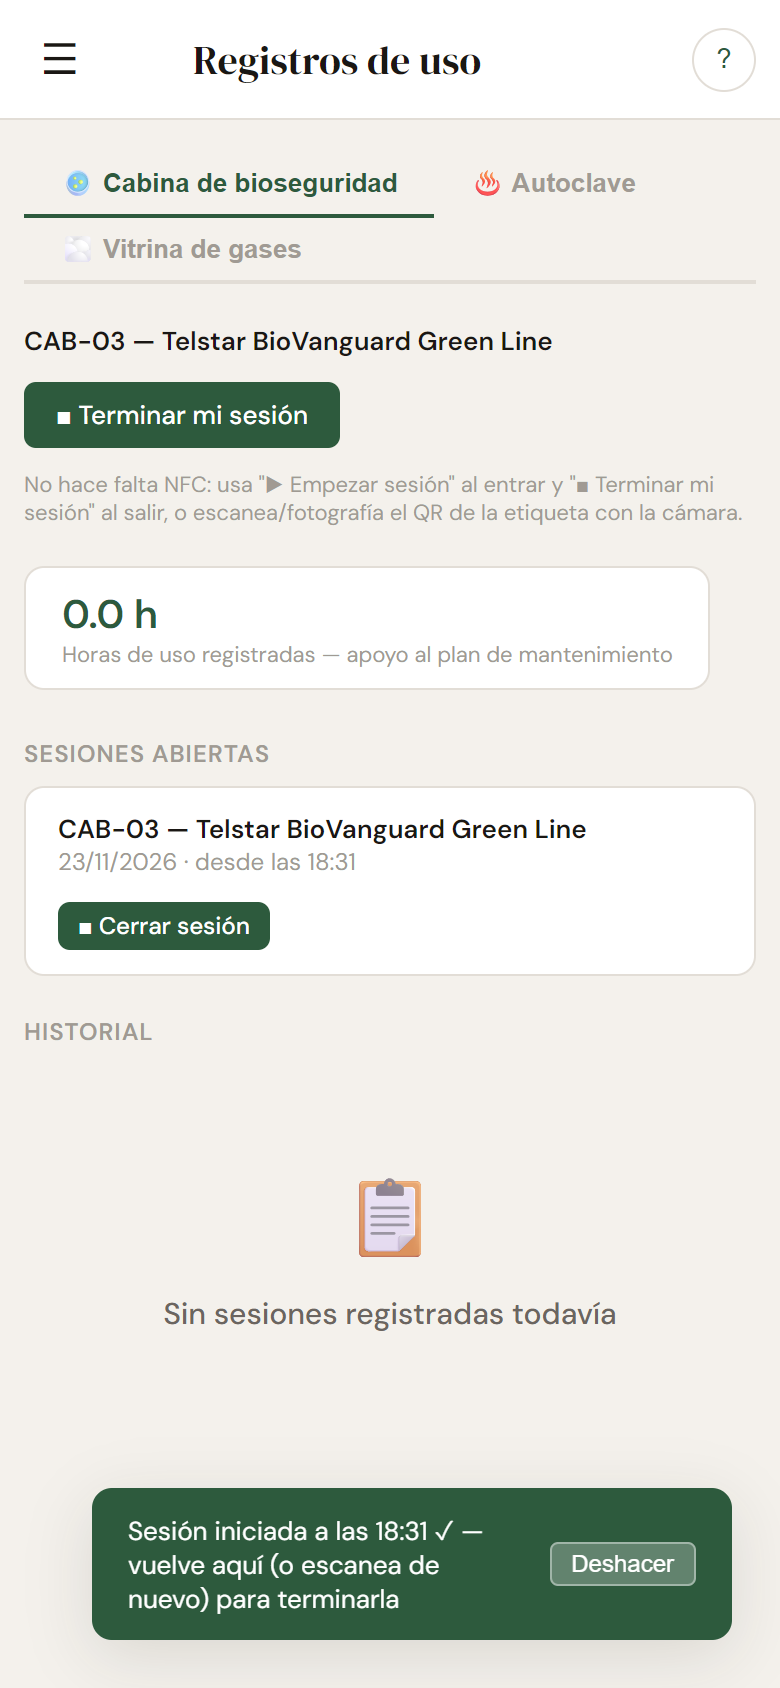 ☰ Registros de uso ?
Cabina de bioseguridad
Autoclave
Vitrina de gases
CAB-03 — Telstar BioVanguard Green Line
■ Terminar mi sesión
No hace falta NFC: usa "▶ Empezar sesión" al entrar y "■ Terminar mi
sesión" al salir, o escanea/fotografía el QR de la etiqueta con la cámara.
0.0 h
Horas de uso registradas — apoyo al plan de mantenimiento
SESIONES ABIERTAS
CAB-03 — Telstar BioVanguard Green Line
23/11/2026 · desde las 18:31
■ Cerrar sesión
HISTORIAL
Sin sesiones registradas todavía
Sesión iniciada a las 18:31 ✓ —
vuelve aquí (o escanea de
nuevo) para terminarla
Deshacer